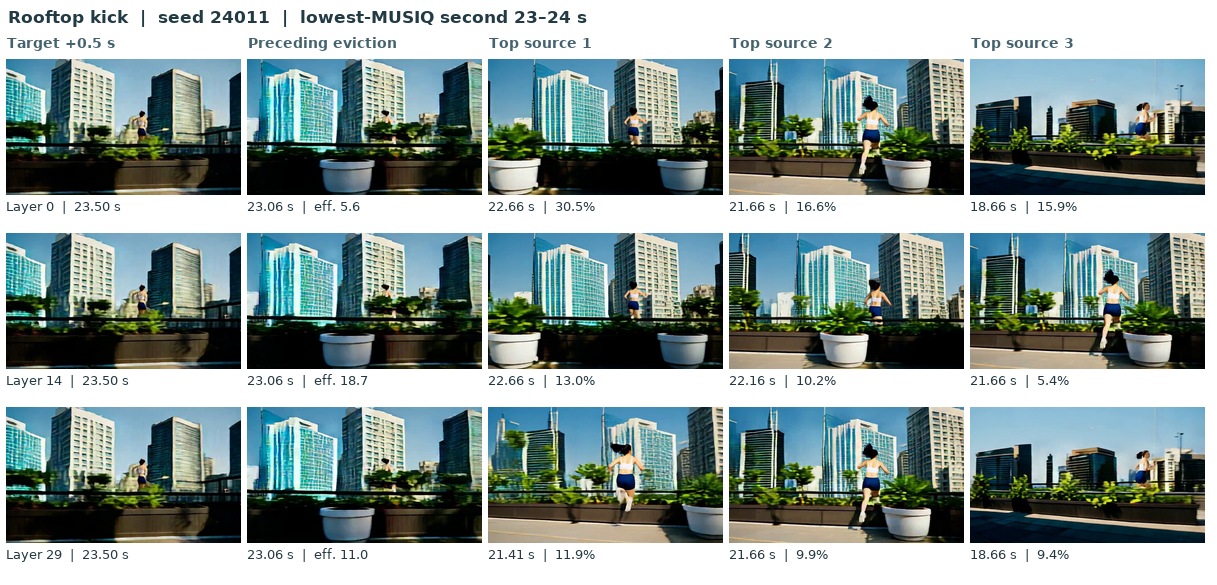 Rooftop kick | seed 24011 | lowest-MUSIQ second 23–24 s
Target +0.5 s Preceding eviction Top source 1 Top source 2 Top source 3
Layer 0 | 23.50 s 23.06 s | eff. 5.6 22.66 s | 30.5% 21.66 s | 16.6% 18.66 s | 15.9%
Layer 14 | 23.50 s 23.06 s | eff. 18.7 22.66 s | 13.0% 22.16 s | 10.2% 21.66 s | 5.4%
Layer 29 | 23.50 s 23.06 s | eff. 11.0 21.41 s | 11.9% 21.66 s | 9.9% 18.66 s | 9.4%